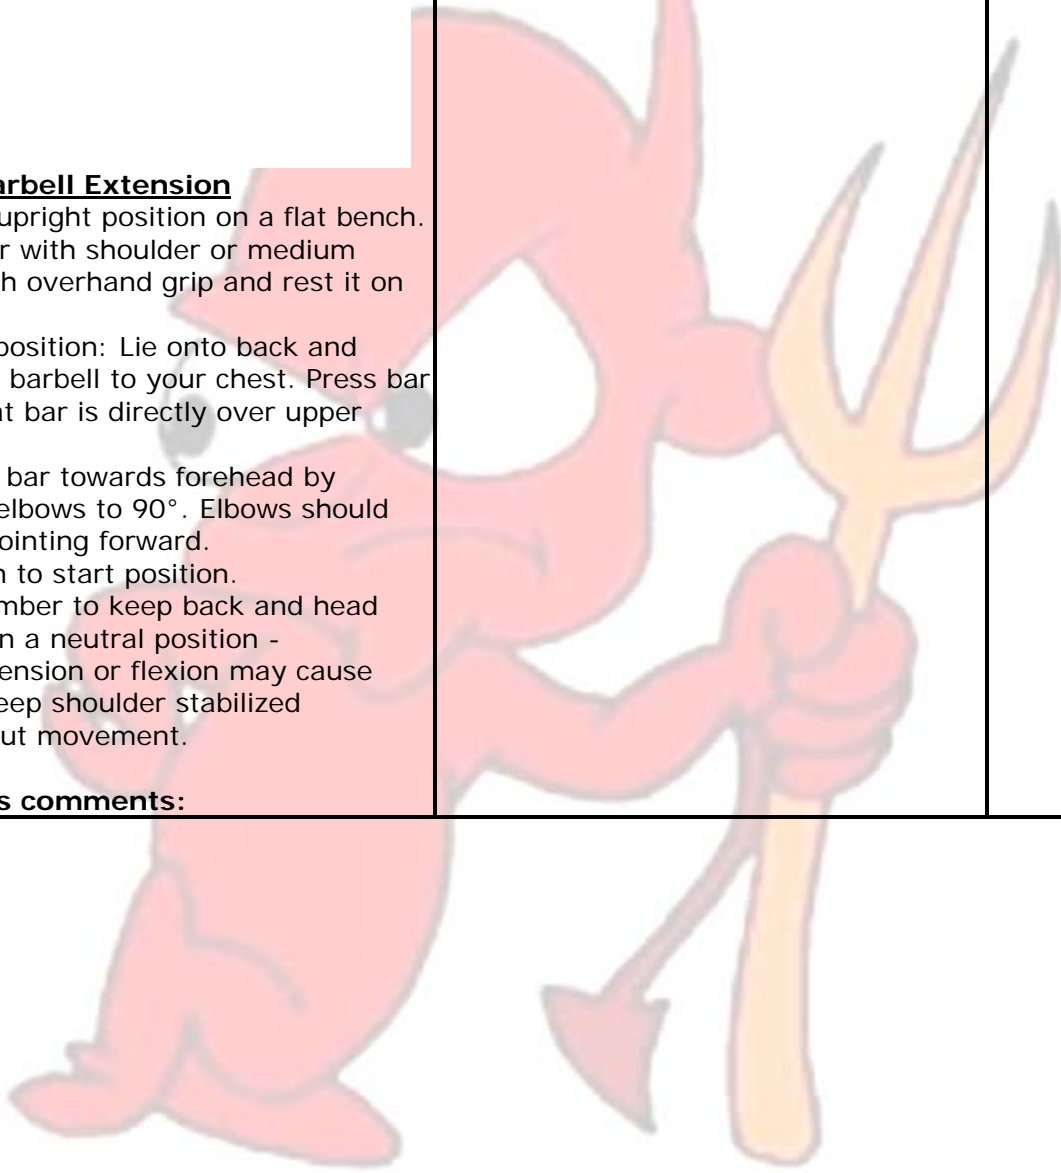 arbell Extension
upright position on a flat bench.
r with shoulder or medium
h overhand grip and rest it on
position: Lie onto back and
barbell to your chest. Press bar
t bar is directly over upper
bar towards forehead by
elbows to 90°. Elbows should
ointing forward.
n to start position.
mber to keep back and head
n a neutral position -
ension or flexion may cause
eep shoulder stabilized
ut movement.
s comments: